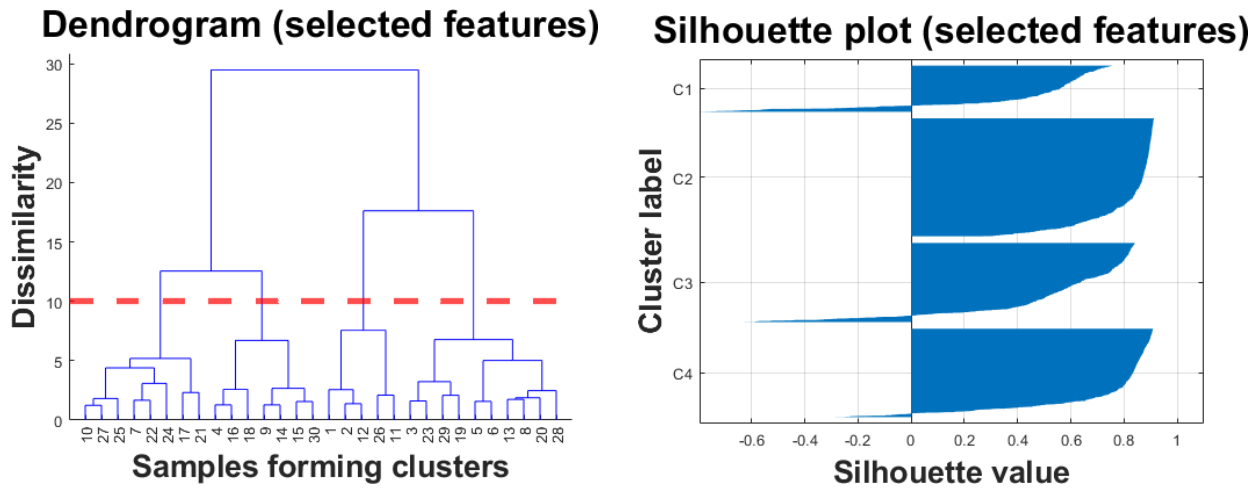 Dendrogram (selected features)
Dissimilarity
30
25
20
15
10
5
0
10 27 25 7 22 24 17 21 4 16 18 9 14 15 30 1 2 12 26 11 3 23 29 19 5 6 13 8 20 28
Samples forming clusters
Silhouette plot (selected features)
Cluster label
C1
C2
C3
C4
-0.6 -0.4 -0.2 0 0.2 0.4 0.6 0.8 1
Silhouette value